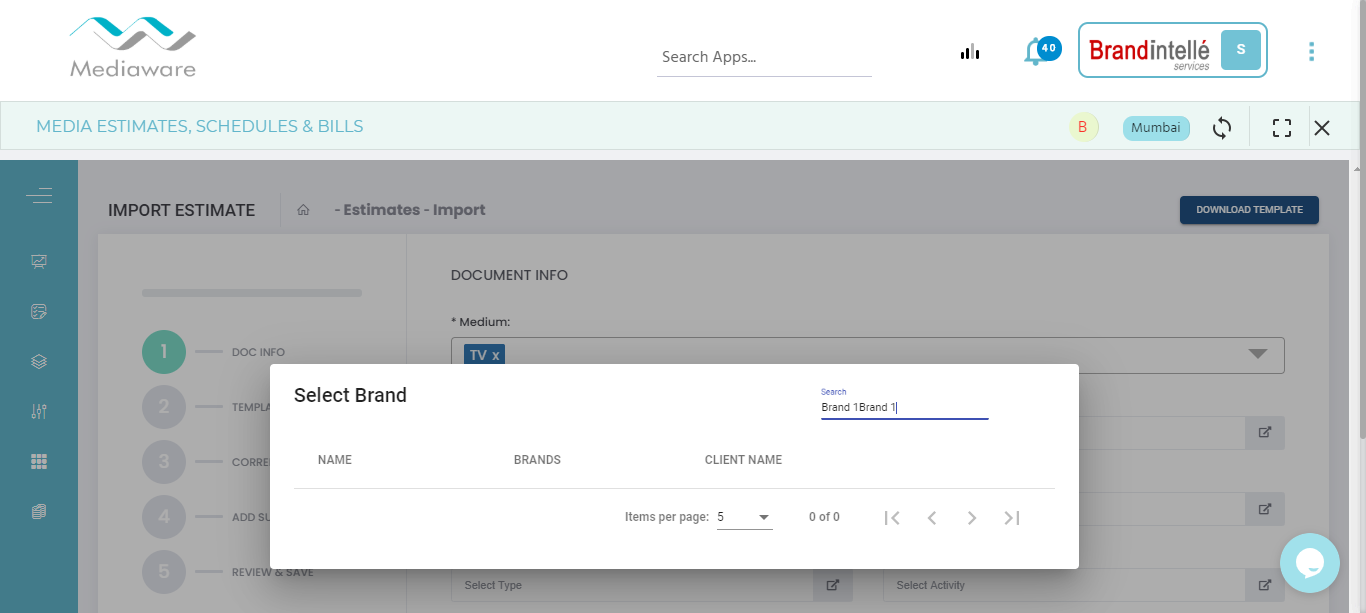 Mediaware
Search Apps...
40
Brandintellé
services
S
MEDIA ESTIMATES, SCHEDULES & BILLS
B
Mumbai
IMPORT ESTIMATE
- Estimates - Import
DOWNLOAD TEMPLATE
DOCUMENT INFO
* Medium:
TV x
1
DOC INFO
2
TEMPLA
3
CORRE
4
ADD SU
5
REVIEW & SAVE
Select Brand
Search
Brand 1Brand 1
NAME BRANDS CLIENT NAME
Items per page: 5 0 of 0
Select Type
Select Activity